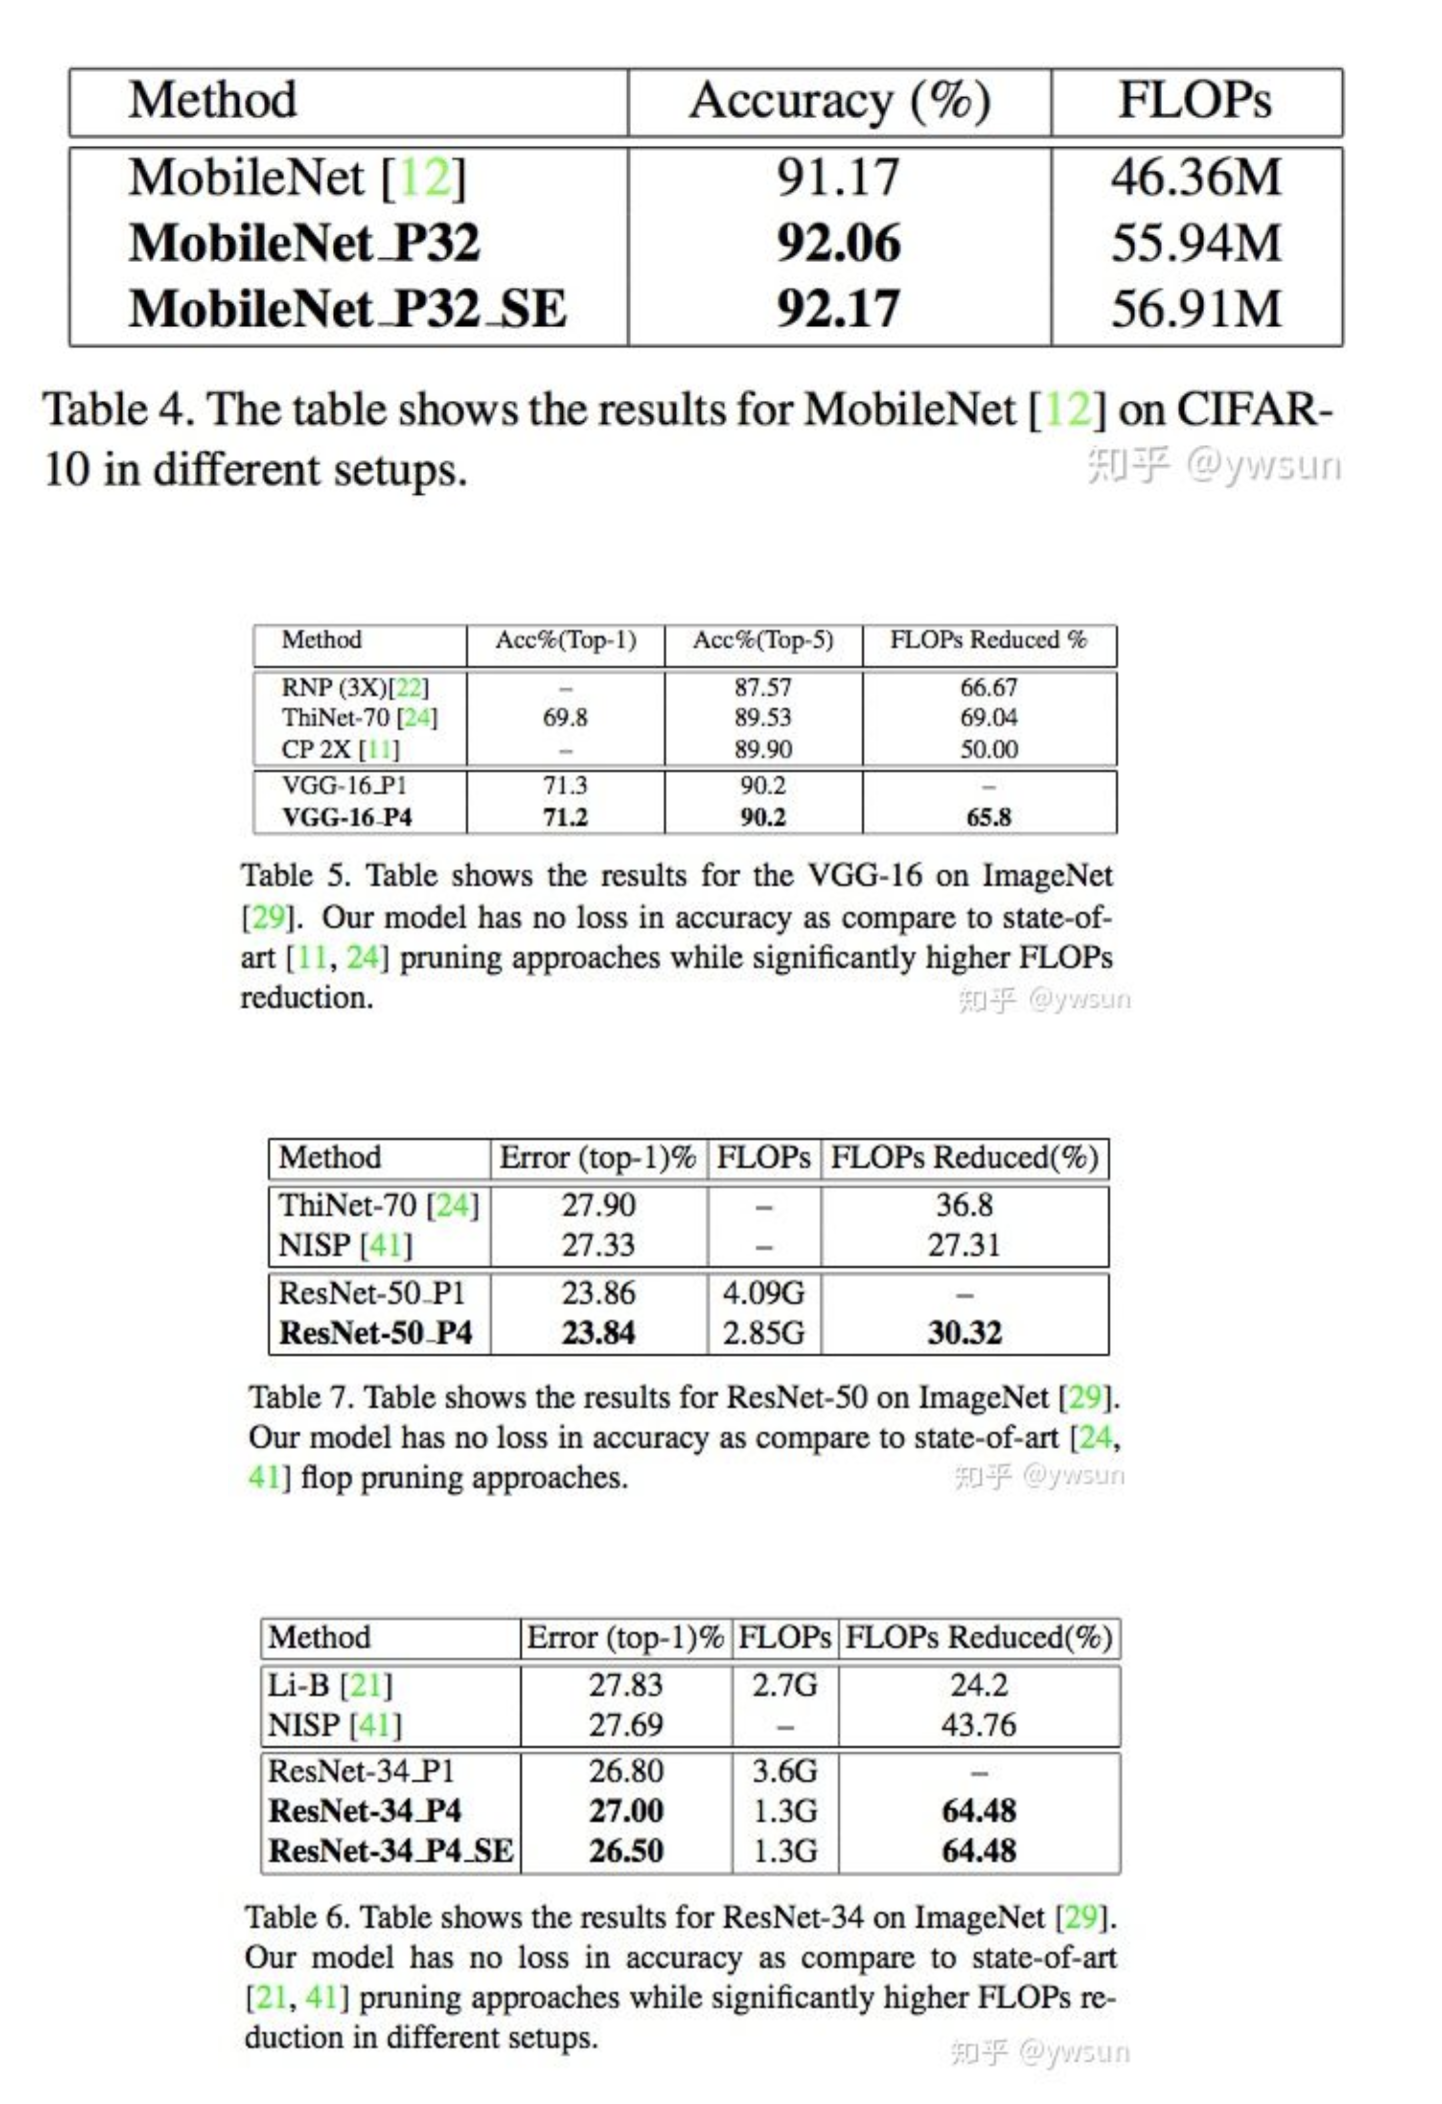 Method Accuracy (%) FLOPs
MobileNet [12] 91.17 46.36M
MobileNet_P32 92.06 55.94M
MobileNet_P32_SE 92.17 56.91M
Table 4. The table shows the results for MobileNet [12] on CIFAR-
10 in different setups.
知乎 @ywsun
Method Acc%(Top-1) Acc%(Top-5) FLOPs Reduced %
RNP (3X)[22] – 87.57 66.67
ThiNet-70 [24] 69.8 89.53 69.04
CP 2X [11] – 89.90 50.00
VGG-16_P1 71.3 90.2 –
VGG-16_P4 71.2 90.2 65.8
Table 5. Table shows the results for the VGG-16 on ImageNet
[29]. Our model has no loss in accuracy as compare to state-of-
art [11, 24] pruning approaches while significantly higher FLOPs
reduction.
知乎 @ywsun
Method Error (top-1)% FLOPs FLOPs Reduced(%)
ThiNet-70 [24] 27.90 – 36.8
NISP [41] 27.33 – 27.31
ResNet-50_P1 23.86 4.09G –
ResNet-50_P4 23.84 2.85G 30.32
Table 7. Table shows the results for ResNet-50 on ImageNet [29].
Our model has no loss in accuracy as compare to state-of-art [24,
41] flop pruning approaches.
知乎 @ywsun
Method Error (top-1)% FLOPs FLOPs Reduced(%)
Li-B [21] 27.83 2.7G 24.2
NISP [41] 27.69 – 43.76
ResNet-34_P1 26.80 3.6G –
ResNet-34_P4 27.00 1.3G 64.48
ResNet-34_P4_SE 26.50 1.3G 64.48
Table 6. Table shows the results for ResNet-34 on ImageNet [29].
Our model has no loss in accuracy as compare to state-of-art
[21, 41] pruning approaches while significantly higher FLOPs re-
duction in different setups.
知乎 @ywsun